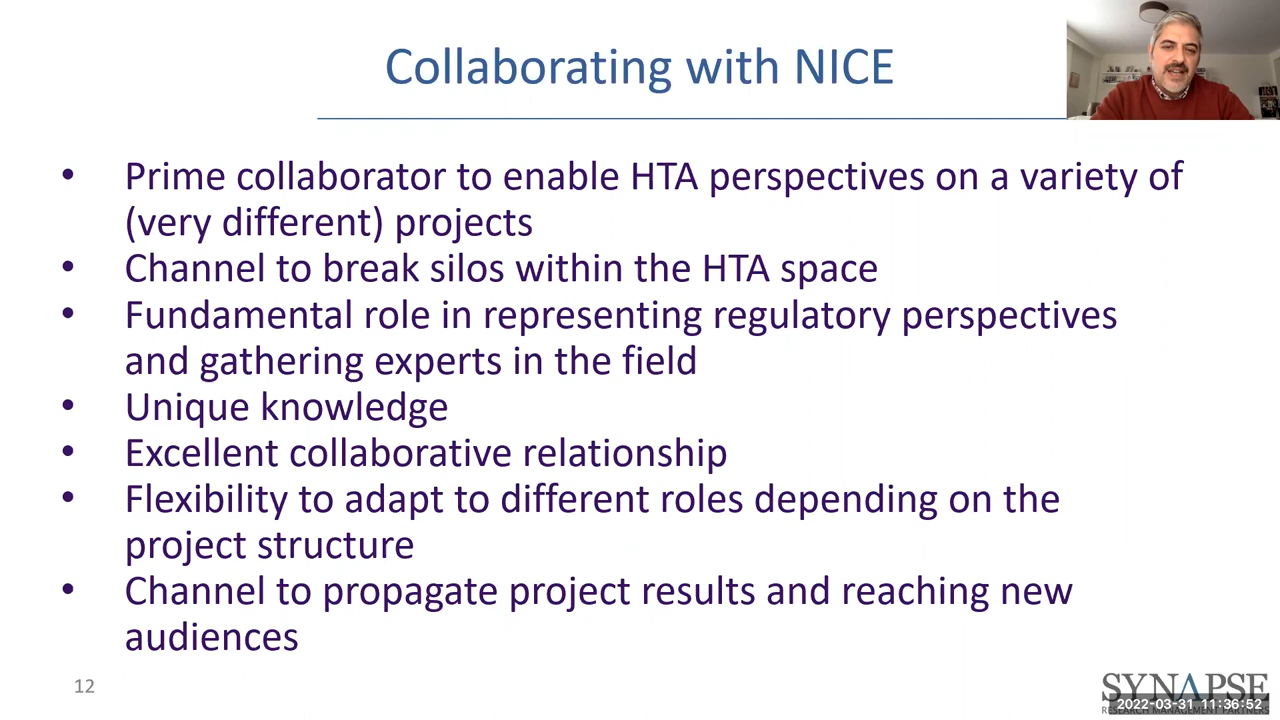 Collaborating with NICE
• Prime collaborator to enable HTA perspectives on a variety of
(very different) projects
• Channel to break silos within the HTA space
• Fundamental role in representing regulatory perspectives
and gathering experts in the field
• Unique knowledge
• Excellent collaborative relationship
• Flexibility to adapt to different roles depending on the
project structure
• Channel to propagate project results and reaching new
audiences
12
SYNAPSE
RESEARCH MANAGEMENT PARTNERS
2022-03-31 11:36:52